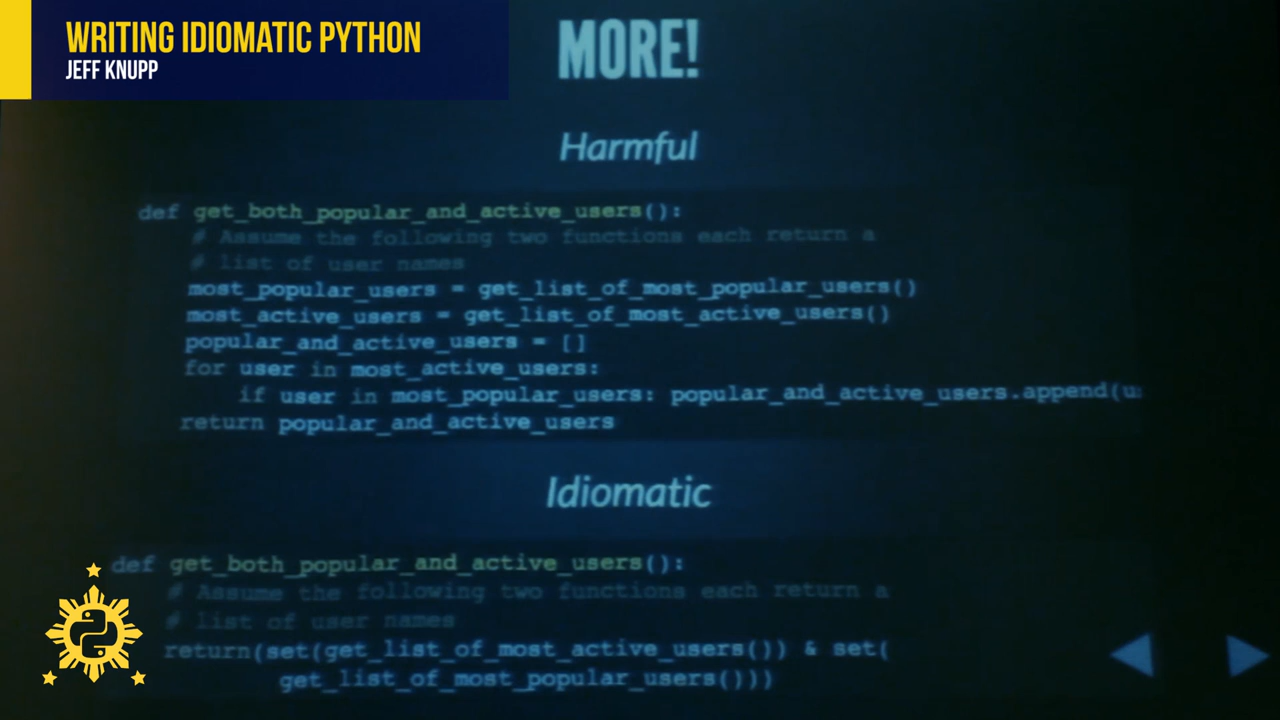 WRITING IDIOMATIC PYTHON
JEFF KNUPP
MORE!
Harmful
def get_both_popular_and_active_users():
# Assume the following two functions each return a
# list of user names
most_popular_users = get_list_of_most_popular_users()
most_active_users = get_list_of_most_active_users()
popular_and_active_users = []
for user in most_active_users:
if user in most_popular_users: popular_and_active_users.append(us
return popular_and_active_users
Idiomatic
def get_both_popular_and_active_users():
# Assume the following two functions each return a
# list of user names
return(set(get_list_of_most_active_users()) & set(
get_list_of_most_popular_users()))